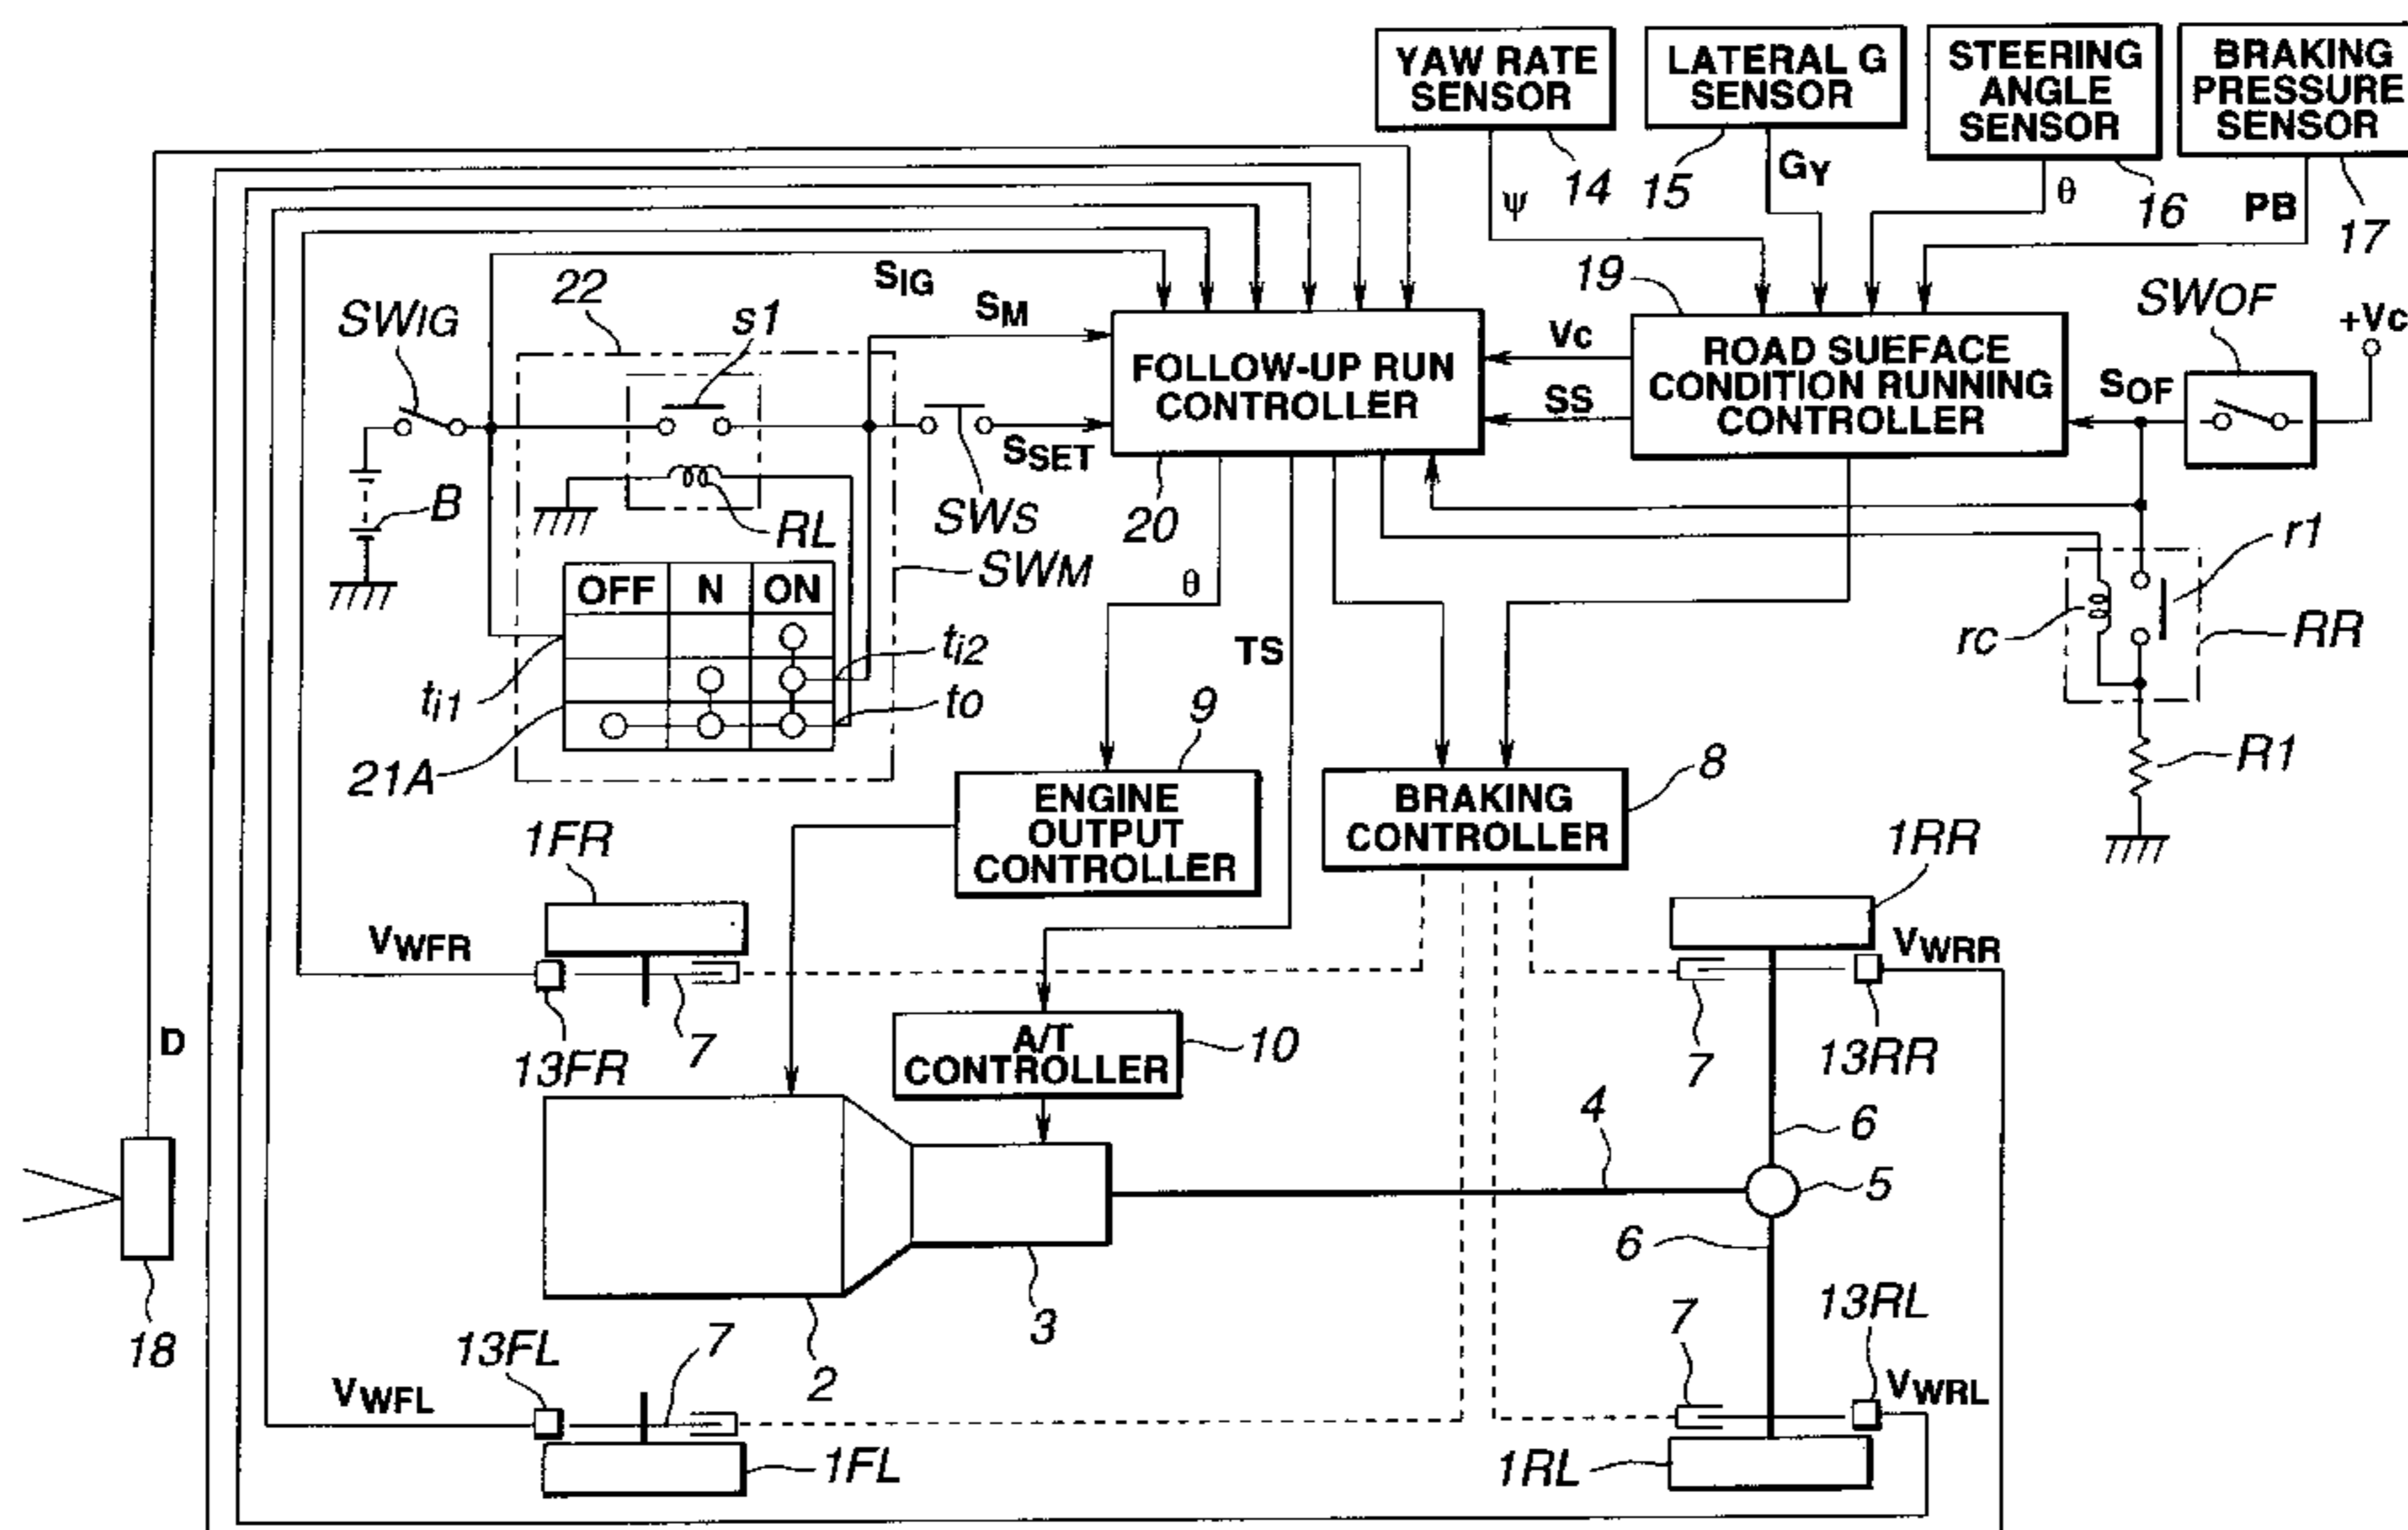 YAW RATE
SENSOR
LATERAL G
SENSOR
STEERING
ANGLE
SENSOR
BRAKING
PRESSURE
SENSOR
14
15
16
17
ψ
GY
θ
PB
SIG
SM
22
SWIG
s1
19
SWOF
+Vc
FOLLOW-UP RUN
CONTROLLER
Vc
SS
ROAD SUEFACE
CONDITION RUNNING
CONTROLLER
SOF
SSET
B
RL
SWS
20
SWM
r1
OFF N ON
θ
TS
rc
RR
ti1
ti2
to
21A
9
8
R1
ENGINE
OUTPUT
CONTROLLER
BRAKING
CONTROLLER
1FR
1RR
VWFR
VWRR
D
13FR
7
A/T
CONTROLLER
10
7
13RR
4
6
5
6
18
2
3
13FL
7
7
13RL
VWFL
VWRL
1FL
1RL